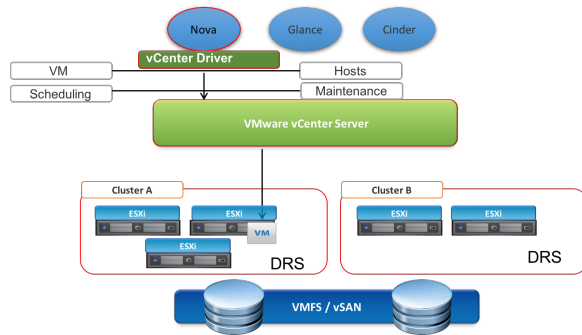 Nova
Glance
Cinder
vCenter Driver
VM
Hosts
Scheduling
Maintenance
VMware vCenter Server
Cluster A
Cluster B
ESXi
ESXi
ESXi
ESXi
VM
ESXi
DRS
DRS
VMFS / vSAN